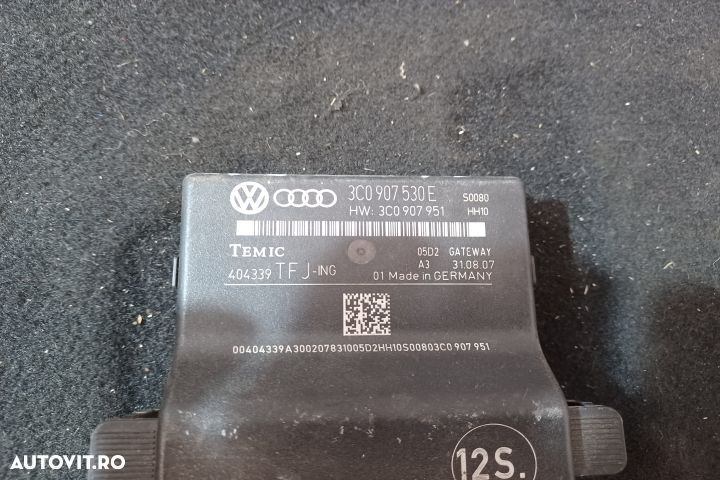 3C0 907 530 E S0080
HW: 3C0 907 951 HH10
TEMIC 05D2 GATEWAY
404339 TFJ-ING A3 31.08.07
01 Made in GERMANY
00404339A300207831005D2HH10S00803C0 907 951
12S.
AUTOVIT.RO